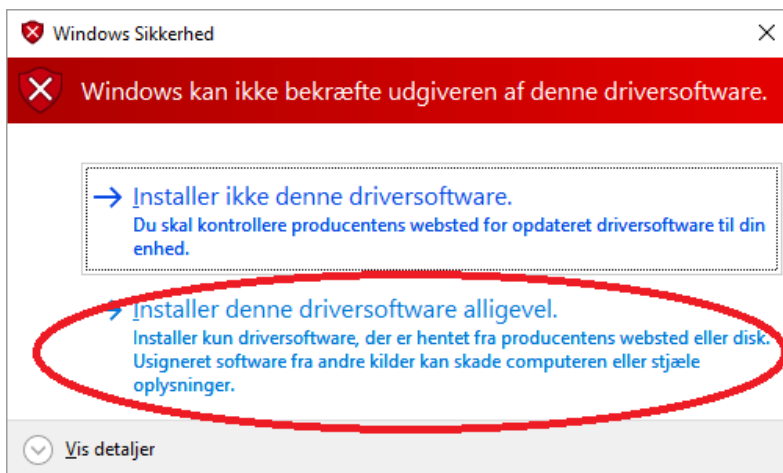 Windows Sikkerhed
Windows kan ikke bekræfte udgiveren af denne driversoftware.
Installer ikke denne driversoftware.
Du skal kontrollere producentens websted for opdateret driversoftware til din
enhed.
Installer denne driversoftware alligevel.
Installer kun driversoftware, der er hentet fra producentens websted eller disk.
Usigneret software fra andre kilder kan skade computeren eller stjæle
oplysninger.
Vis detaljer